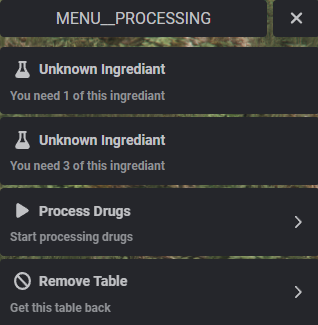 MENU__PROCESSING
Unknown Ingrediant
You need 1 of this ingrediant
Unknown Ingrediant
You need 3 of this ingrediant
Process Drugs
Start processing drugs
Remove Table
Get this table back